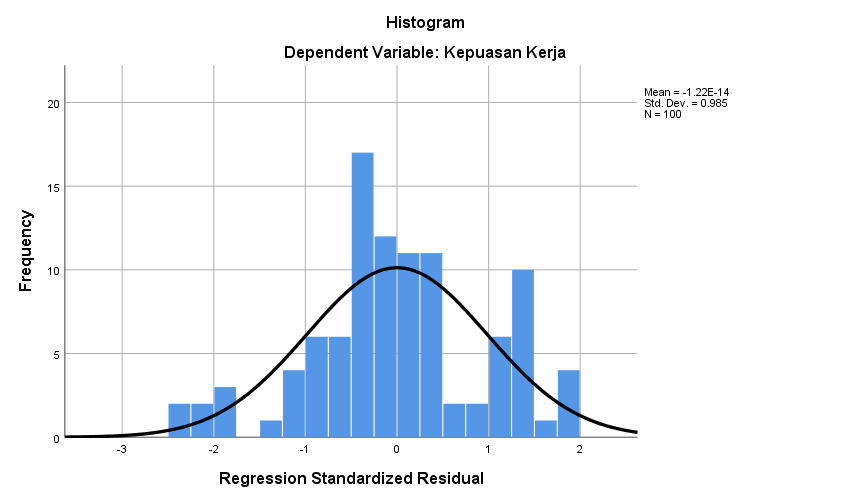 Histogram
Dependent Variable: Kepuasan Kerja
Mean = -1.22E-14
Std. Dev. = 0.985
N = 100
Frequency
20
15
10
5
0
-3
-2
-1
0
1
2
Regression Standardized Residual